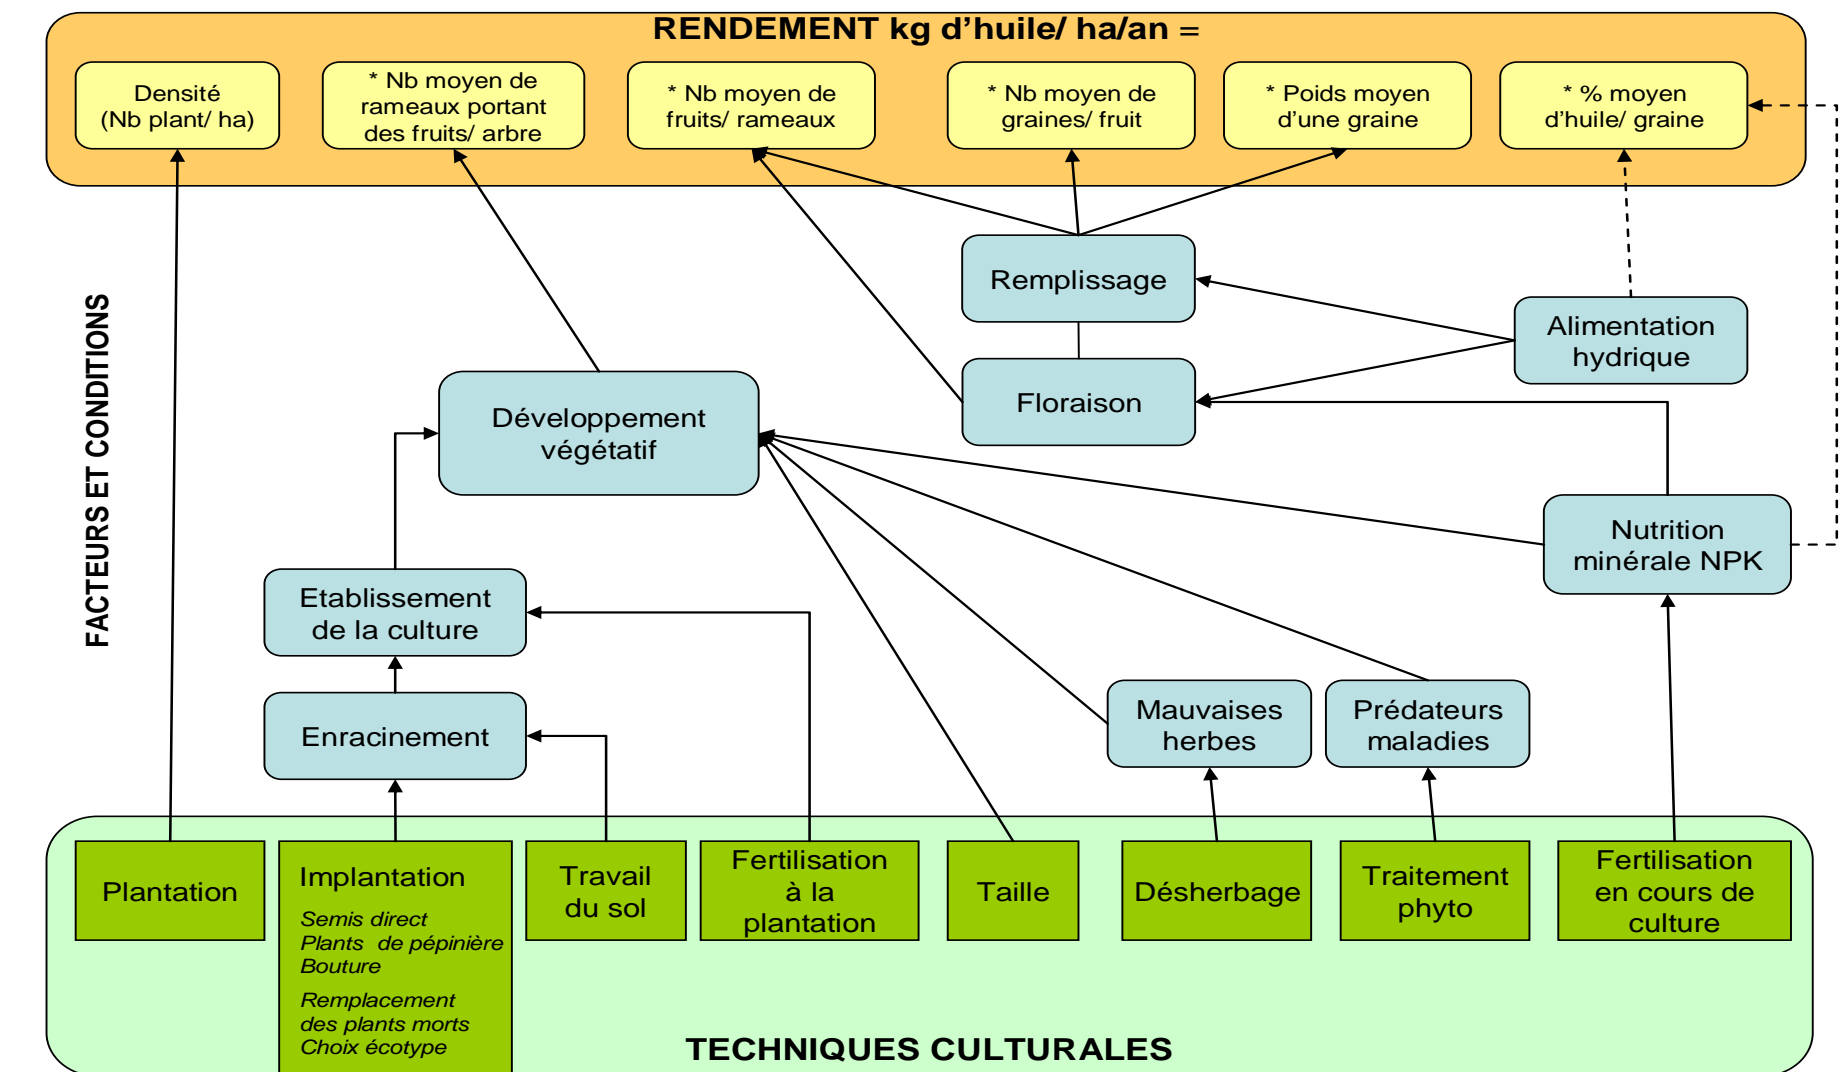 RENDEMENT kg d’huile/ ha/an =
Densité
(Nb plant/ ha)
* Nb moyen de
rameaux portant
des fruits/ arbre
* Nb moyen de
fruits/ rameaux
* Nb moyen de
graines/ fruit
* Poids moyen
d’une graine
* % moyen
d’huile/ graine
FACTEURS ET CONDITIONS
Remplissage
Alimentation
hydrique
Floraison
Développement
végétatif
Nutrition
minérale NPK
Etablissement
de la culture
Enracinement
Mauvaises
herbes
Prédateurs
maladies
Plantation
Implantation
Semis direct
Plants de pépinière
Bouture
Remplacement
des plants morts
Choix écotype
Travail
du sol
Fertilisation
à la
plantation
Taille
Désherbage
Traitement
phyto
Fertilisation
en cours de
culture
TECHNIQUES CULTURALES